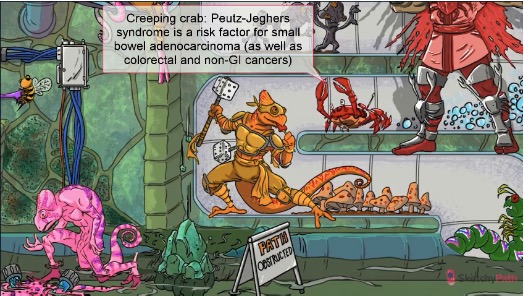 Creeping crab: Peutz-Jeghers
syndrome is a risk factor for small
bowel adenocarcinoma (as well as
colorectal and non-GI cancers)
PATH
OBSTRUCTED
SketchyPath